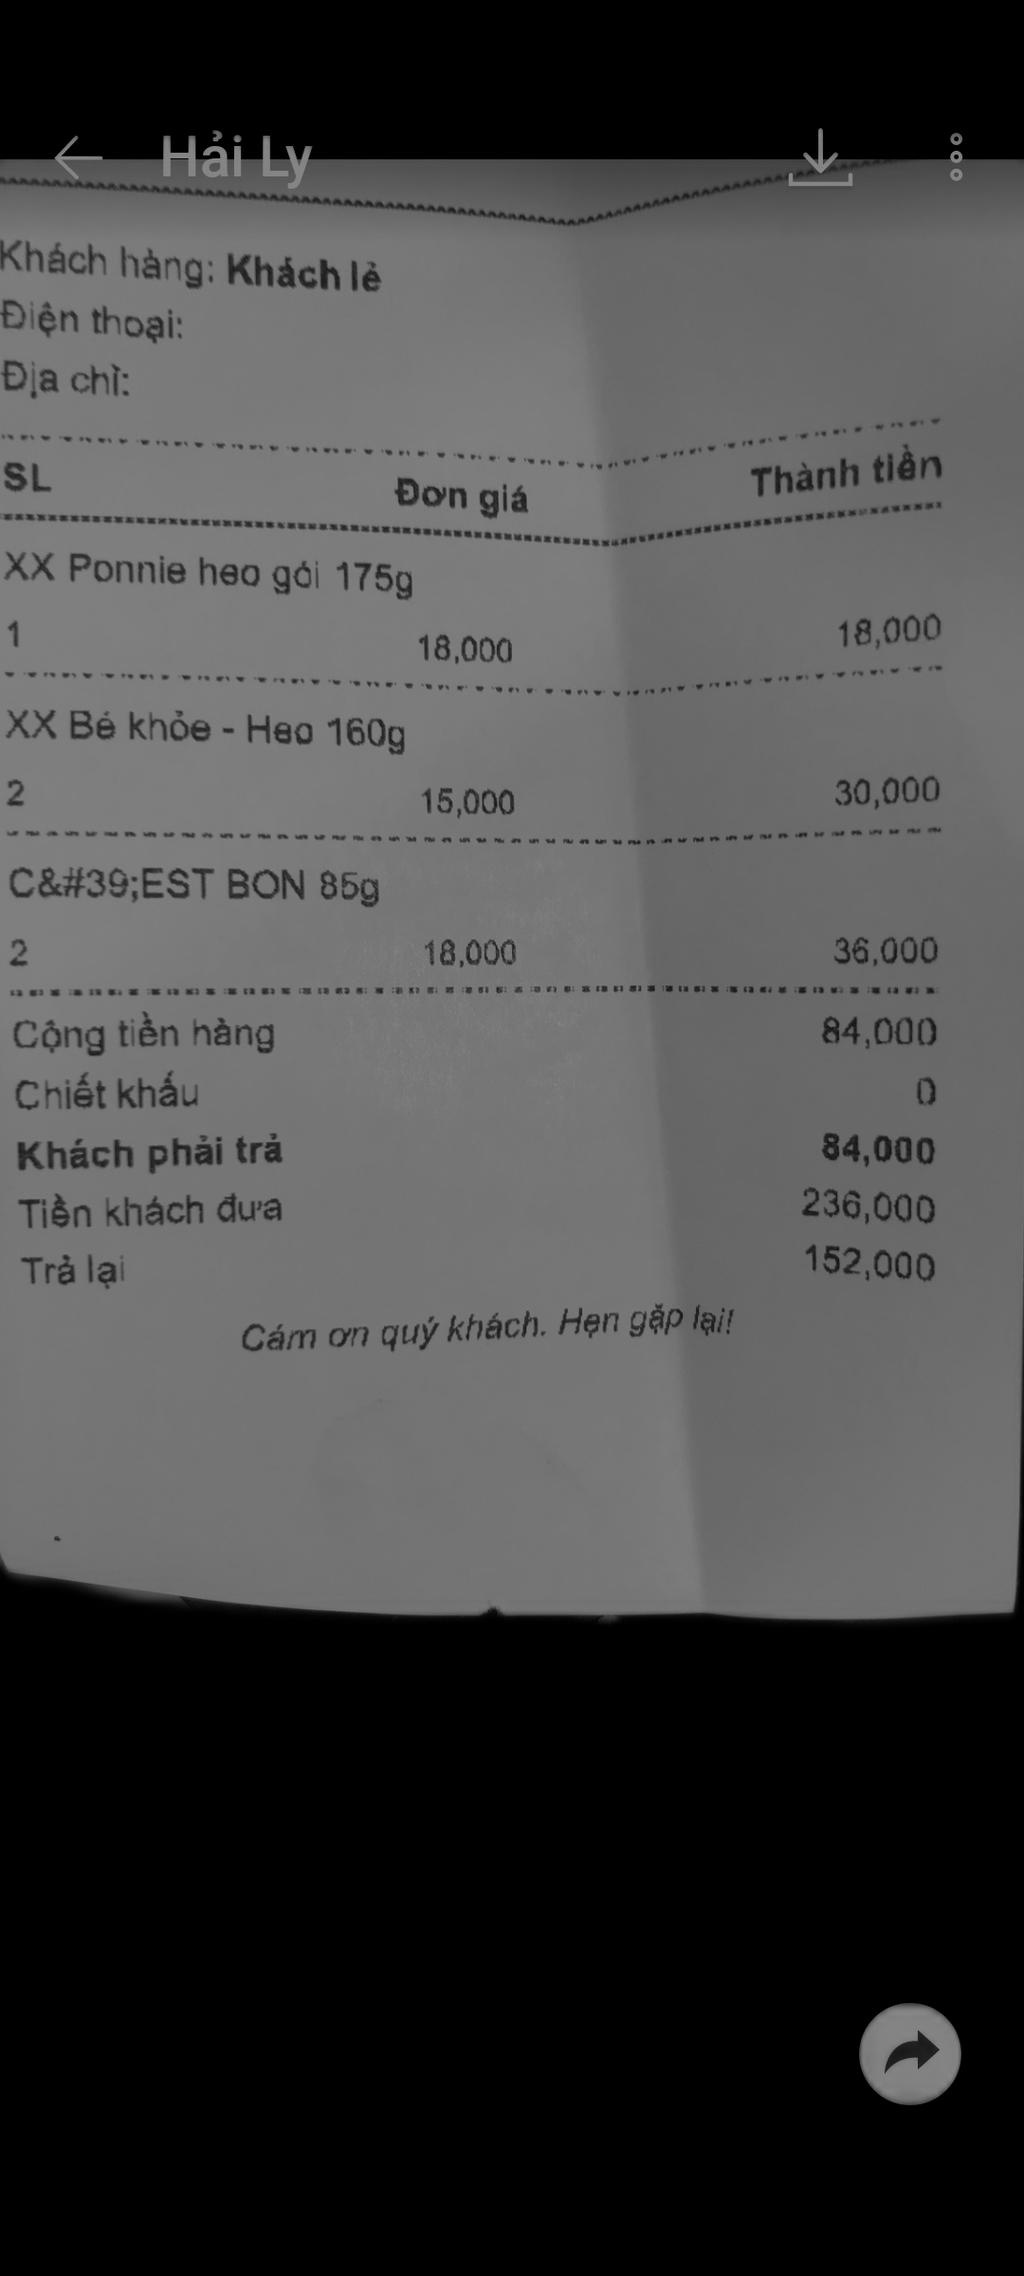 Hải Ly
Khách hàng: Khách lẻ
Điện thoại:
Địa chỉ:
SL Đơn giá Thành tiền
XX Ponnie heo gói 175g
1 18,000 18,000
XX Bé khỏe - Heo 160g
2 15,000 30,000
C&#39;EST BON 85g
2 18,000 36,000
Cộng tiền hàng 84,000
Chiết khấu 0
Khách phải trả 84,000
Tiền khách đưa 236,000
Trả lại 152,000
Cám ơn quý khách. Hẹn gặp lại!